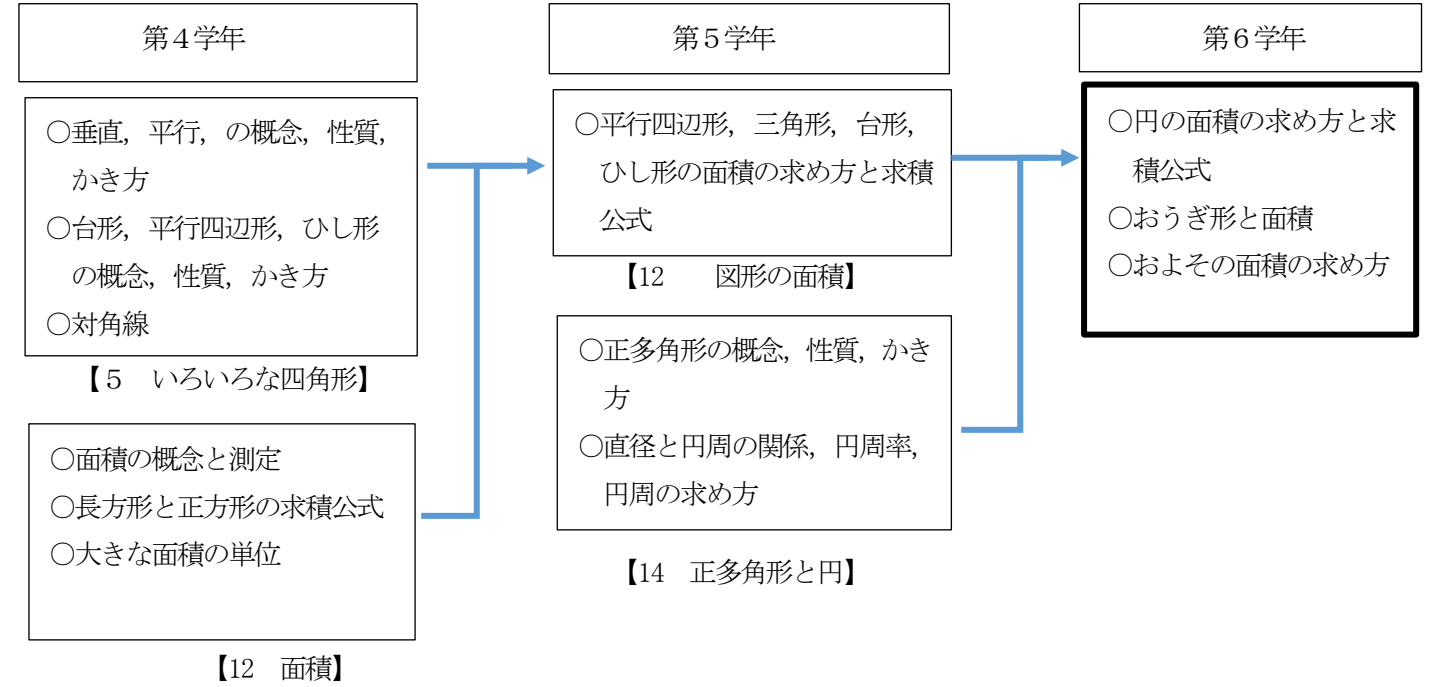 第４学年
○垂直，平行，の概念，性質，
かき方
○台形，平行四辺形，ひし形
の概念，性質，かき方
○対角線
【５　いろいろな四角形】
○面積の概念と測定
○長方形と正方形の求積公式
○大きな面積の単位
【12　面積】
第５学年
○平行四辺形，三角形，台形，
ひし形の面積の求め方と求積
公式
【12　　図形の面積】
○正多角形の概念，性質，かき
方
○直径と円周の関係，円周率，
円周の求め方
【14　正多角形と円】
第６学年
○円の面積の求め方と求
積公式
○おうぎ形と面積
○およその面積の求め方